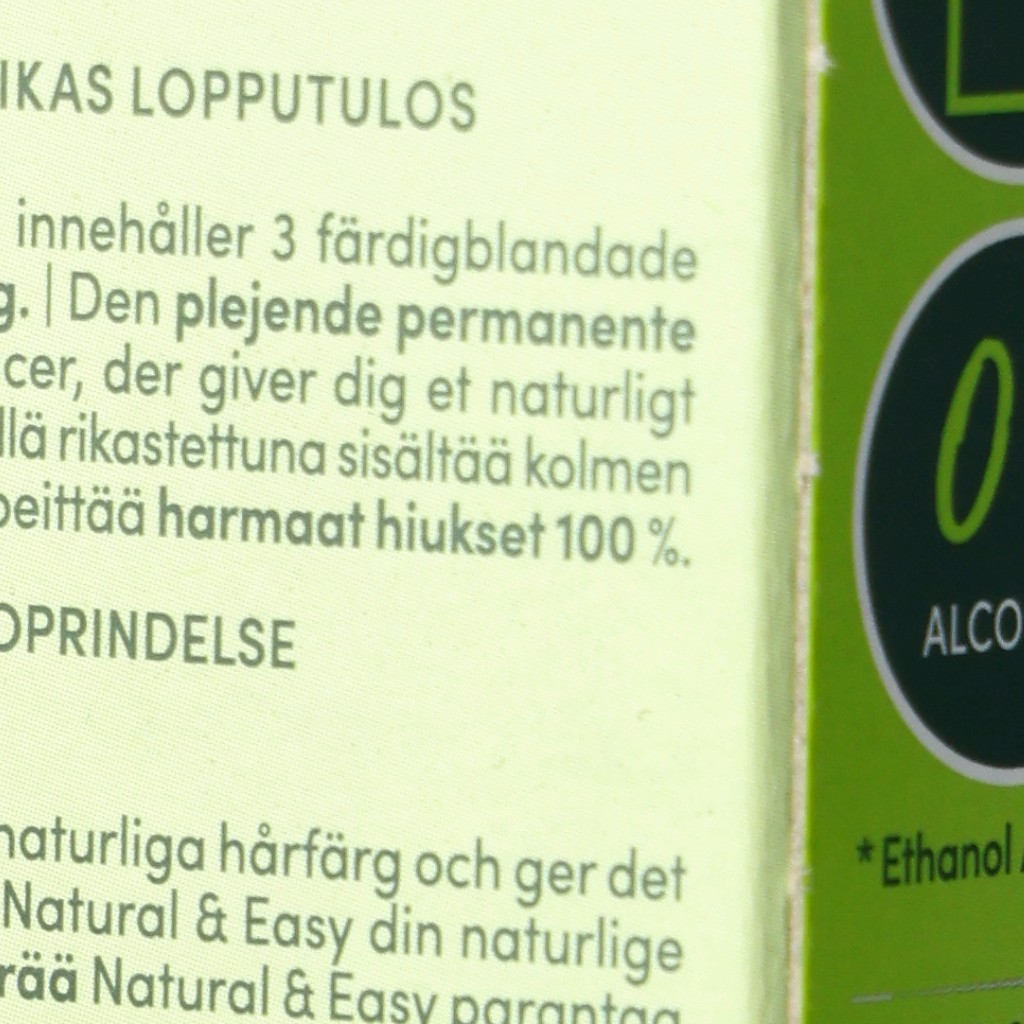 IKAS LOPPUTULOS
innehåller 3 färdigblandade
g. | Den plejende permanente
cer, der giver dig et naturligt
llä rikastettuna sisältää kolmen
peittää harmaat hiukset 100 %.
OPRINDELSE
naturliga hårfärg och ger det
Natural & Easy din naturlige
rää Natural & Easy parantaa
0
ALCO
*Ethanol